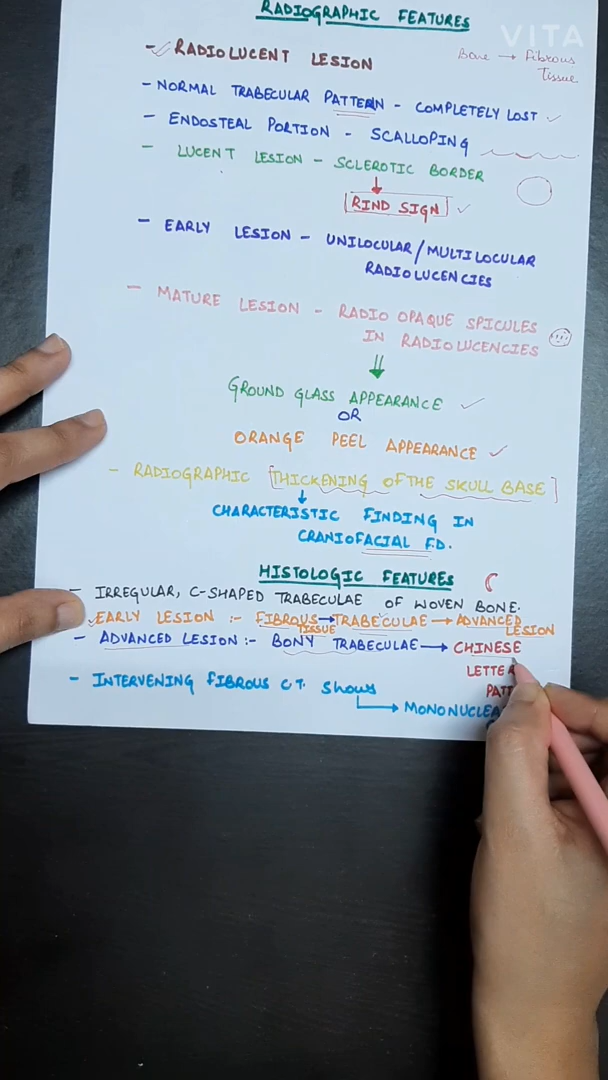 RADIOGRAPHIC FEATURES
VITA
- RADIOLUCENT LESION
Bone → Fibrous
Tissue
- NORMAL TRABECULAR PATTERN - COMPLETELY LOST
- ENDOSTEAL PORTION - SCALLOPING
- LUCENT LESION - SCLEROTIC BORDER
RIND SIGN
- EARLY LESION - UNILOCULAR/MULTILOCULAR
RADIOLUCENCIES
- MATURE LESION - RADIO OPAQUE SPICULES
IN RADIOLUCENCIES
GROUND GLASS APPEARANCE
OR
ORANGE PEEL APPEARANCE
- RADIOGRAPHIC [THICKENING OF THE SKULL BASE]
CHARACTERISTIC FINDING IN
CRANIOFACIAL F.D.
HISTOLOGIC FEATURES
- IRREGULAR, C-SHAPED TRABECULAE OF WOVEN BONE.
EARLY LESION :- FIBROUS → TRABECULAE → ADVANCED
TISSUE LESION
- ADVANCED LESION :- BONY TRABECULAE → CHINESE
- INTERVENING FIBROUS C.T. Shows